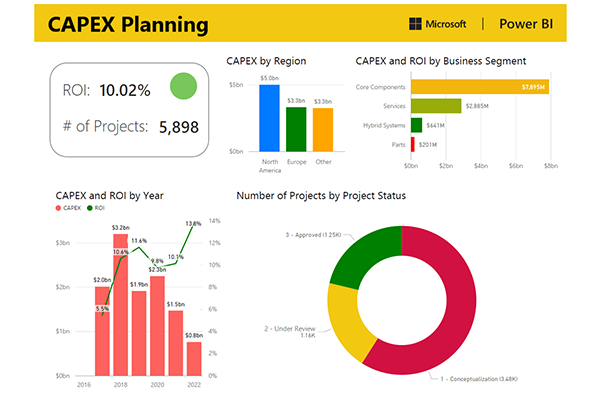 CAPEX Planning
Microsoft | Power BI
ROI: 10.02%
# of Projects: 5,898
CAPEX by Region
$5bn
$0bn
$5.0bn
$3.3bn
$3.3bn
North
America
Europe
Other
CAPEX and ROI by Business Segment
Core Components
$7,895M
Services
$2,885M
Hybrid Systems
$641M
Parts
$201M
$0bn
$2bn
$4bn
$6bn
$8bn
CAPEX and ROI by Year
CAPEX
ROI
$3bn
$2bn
$1bn
$0bn
$2.0bn
$3.2bn
$1.9bn
$2.3bn
$1.5bn
$0.8bn
5.5%
10.6%
11.6%
9.8%
10.1%
13.8%
14%
12%
10%
8%
6%
4%
2%
0%
2016
2018
2020
2022
Number of Projects by Project Status
3 - Approved (1.25K)
2 - Under Review
1.16K
1 - Conceptualization (3.48K)